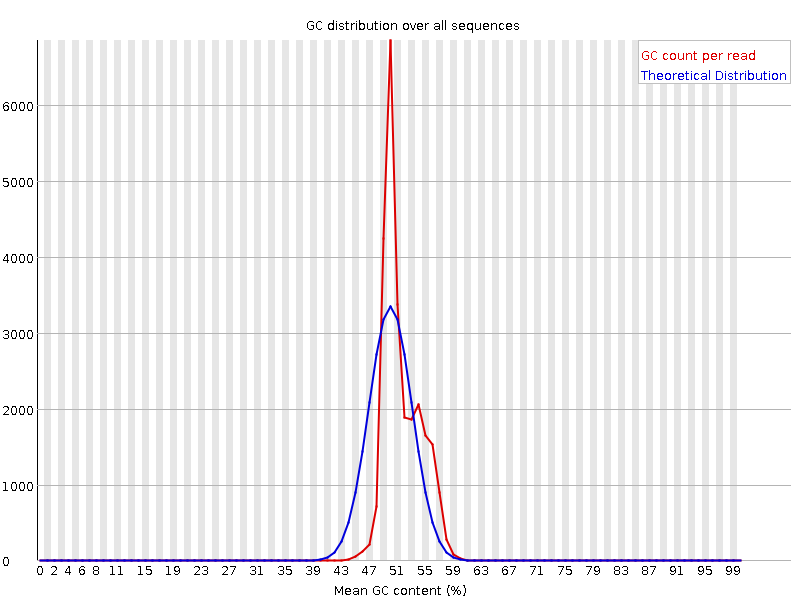 GC distribution over all sequences
GC count per read
Theoretical Distribution
6000
5000
4000
3000
2000
1000
0
0 2 4 6 8 11 15 19 23 27 31 35 39 43 47 51 55 59 63 67 71 75 79 83 87 91 95 99
Mean GC content (%)